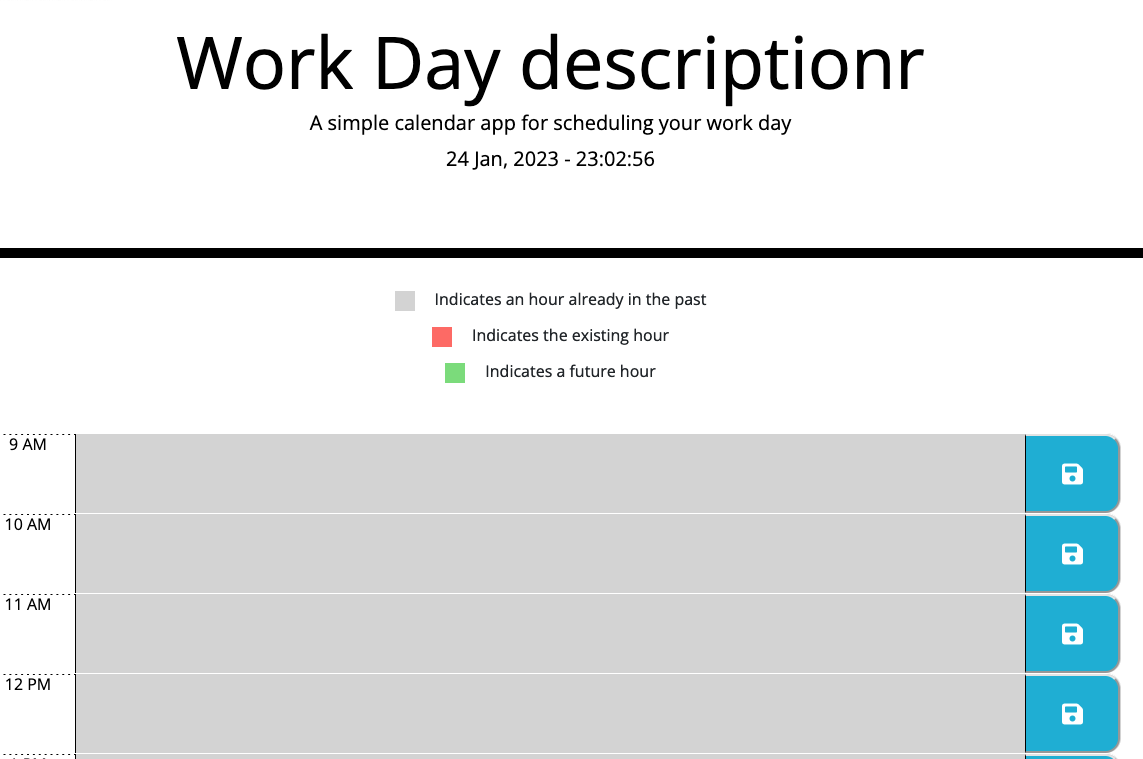 Work Day descriptionr
A simple calendar app for scheduling your work day
24 Jan, 2023 - 23:02:56
Indicates an hour already in the past
Indicates the existing hour
Indicates a future hour
9 AM
10 AM
11 AM
12 PM